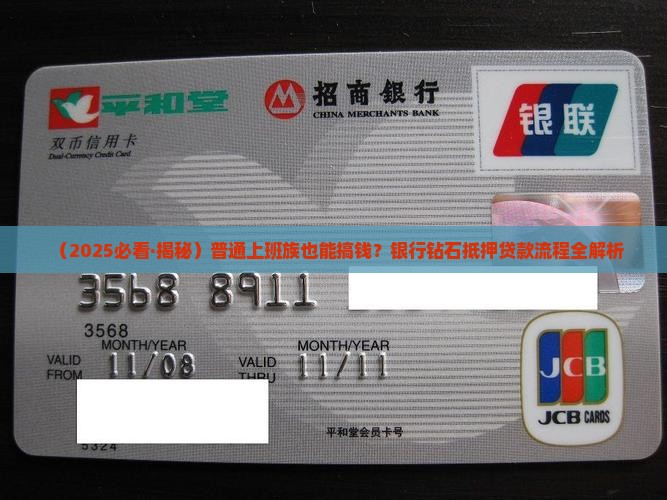 平和堂
招商银行
CHINA MERCHANTS BANK
银联
双币信用卡
Dual-Currency Credit Card
（2025必看·揭秘）普通上班族也能搞钱？银行钻石抵押贷款流程全解析
3568 8911
3568
MONTH/YEAR MONTH/YEAR
VALID FROM 11/08 VALID THRU 11/11
JCB
JCB CARDS
平和堂会员卡号
5324